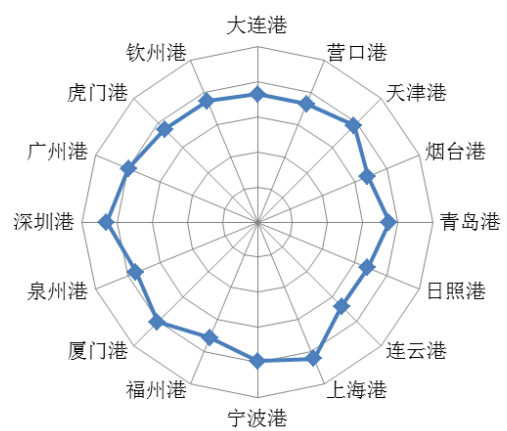 大连港
营口港
天津港
烟台港
青岛港
日照港
连云港
上海港
宁波港
福州港
厦门港
泉州港
深圳港
广州港
虎门港
钦州港